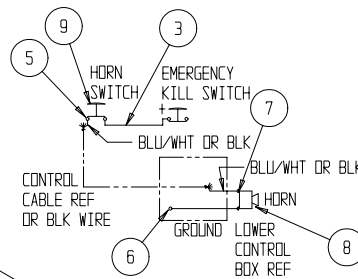 9
3
5
HORN
SWITCH
EMERGENCY
KILL SWITCH
+
BLU/WHT OR BLK
7
BLU/WHT OR BLK
CONTROL
CABLE REF
OR BLK WIRE
HORN
6
GROUND
LOWER
CONTROL
BOX REF
8